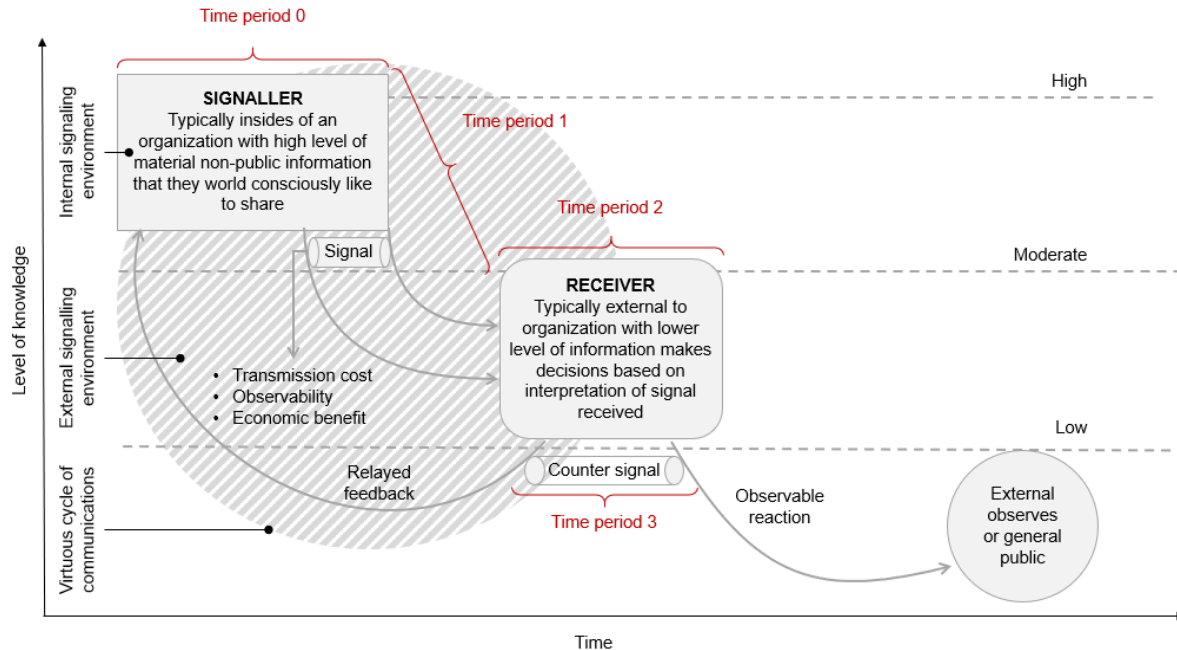 Time period 0
High
SIGNALLER
Typically insides of an
organization with high level of
material non-public information
that they world consciously like
to share
Time period 1
Internal signaling
environment
Time period 2
Signal
Moderate
RECEIVER
Typically external to
organization with lower
level of information makes
decisions based on
interpretation of signal
received
Level of knowledge
External signalling
environment
• Transmission cost
• Observability
• Economic benefit
Low
Relayed
feedback
Counter signal
Time period 3
Observable
reaction
External
observes
or general
public
Virtuous cycle of
communications
Time